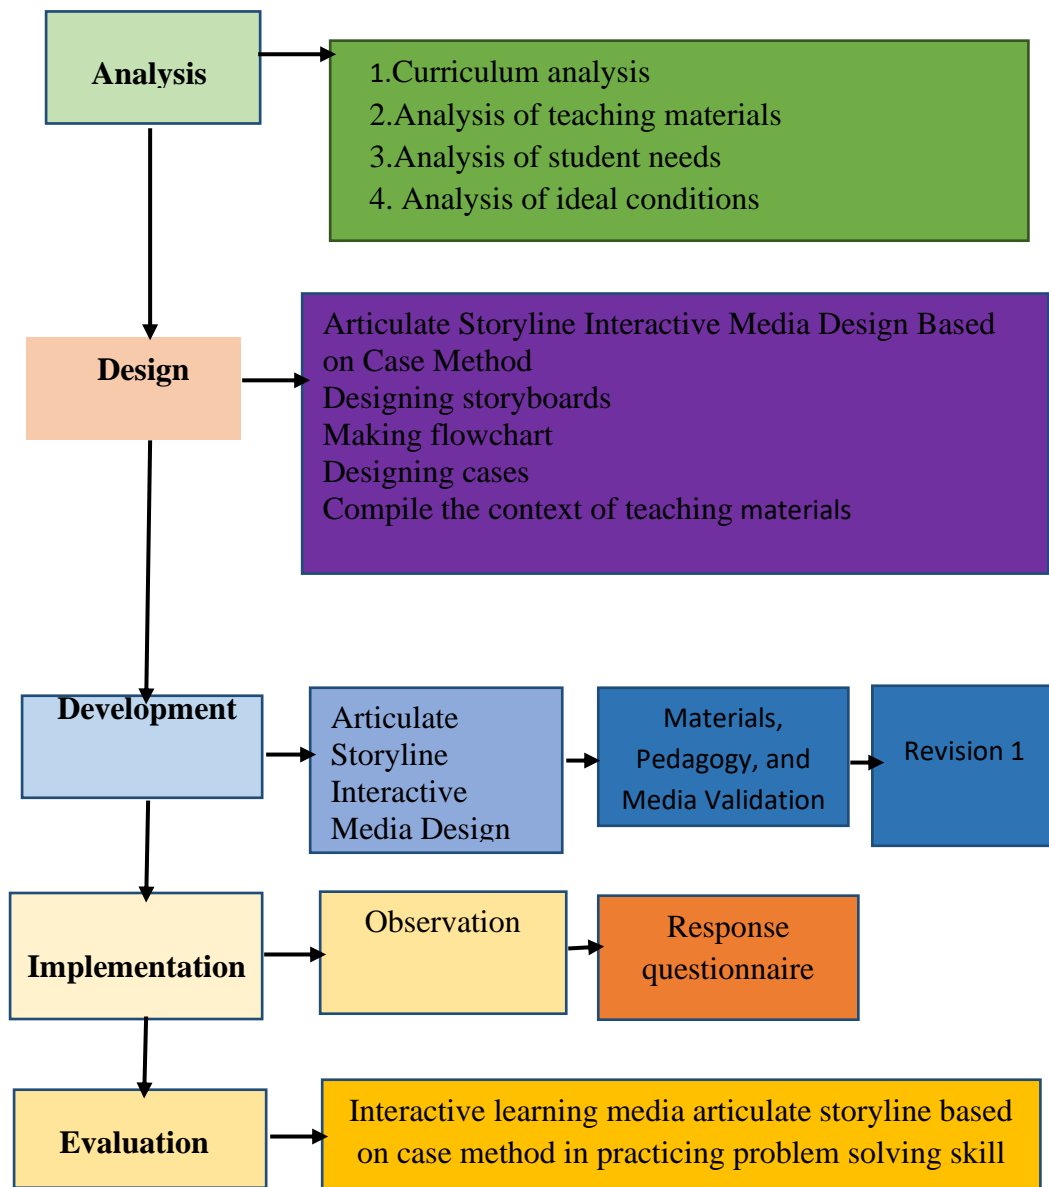 Analysis
1.Curriculum analysis
2.Analysis of teaching materials
3.Analysis of student needs
4. Analysis of ideal conditions
Design
Articulate Storyline Interactive Media Design Based
on Case Method
Designing storyboards
Making flowchart
Designing cases
Compile the context of teaching materials
Development
Articulate
Storyline
Interactive
Media Design
Materials,
Pedagogy, and
Media Validation
Revision 1
Implementation
Observation
Response
questionnaire
Evaluation
Interactive learning media articulate storyline based
on case method in practicing problem solving skill